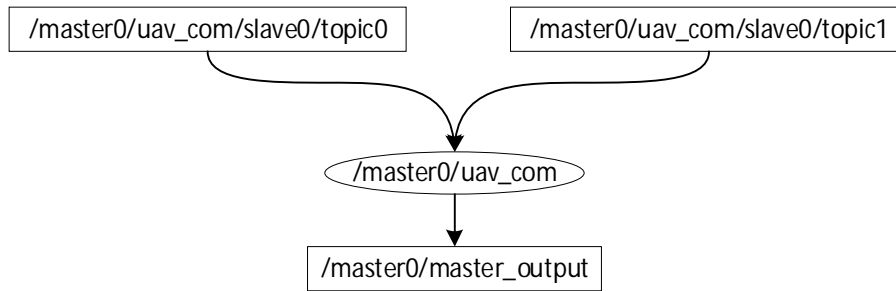 /master0/uav_com/slave0/topic0
/master0/uav_com/slave0/topic1
/master0/uav_com
/master0/master_output